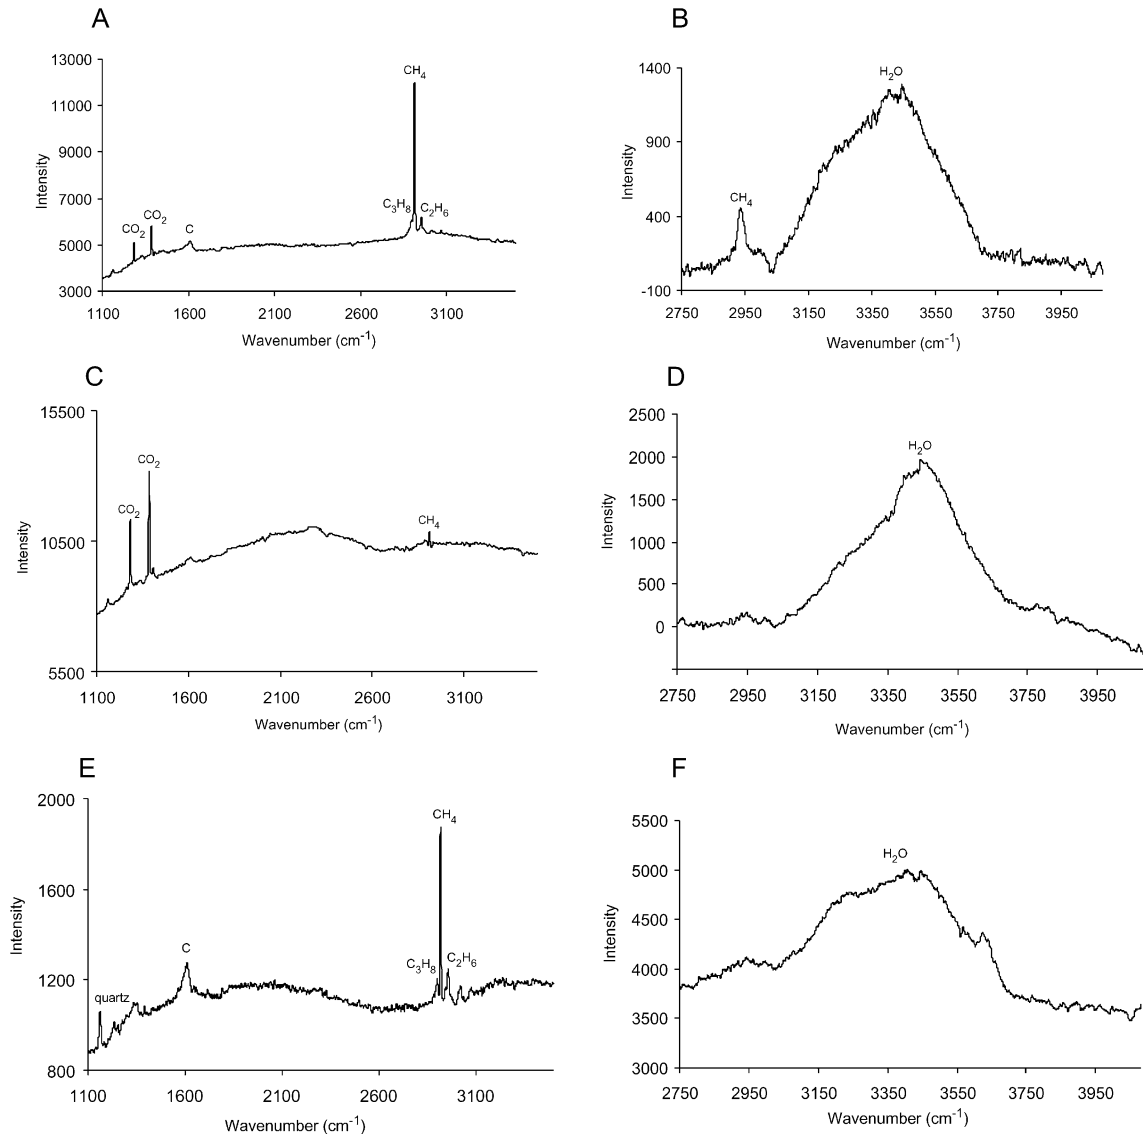 A
13000
11000
9000
7000
5000
3000
1100 1600 2100 2600 3100
Intensity
Wavenumber (cm-1)
CO2
CO2
C
C3H8
CH4
C2H6
B
1400
900
400
-100
2750 2950 3150 3350 3550 3750 3950
Intensity
Wavenumber (cm-1)
CH4
H2O
C
15500
10500
5500
1100 1600 2100 2600 3100
Intensity
Wavenumber (cm-1)
CO2
CO2
CH4
D
2500
2000
1500
1000
500
0
2750 2950 3150 3350 3550 3750 3950
Intensity
Wavenumber (cm-1)
H2O
E
2000
1600
1200
800
1100 1600 2100 2600 3100
Intensity
Wavenumber (cm-1)
quartz
C
C3H8
CH4
C2H6
F
5500
5000
4500
4000
3500
3000
2750 2950 3150 3350 3550 3750 3950
Intensity
Wavenumber (cm-1)
H2O